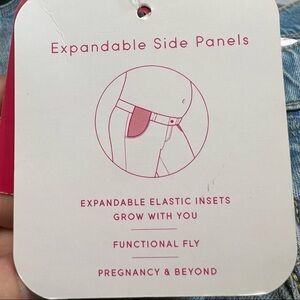 Expandable Side Panels
EXPANDABLE ELASTIC INSETS
GROW WITH YOU
FUNCTIONAL FLY
PREGNANCY & BEYOND